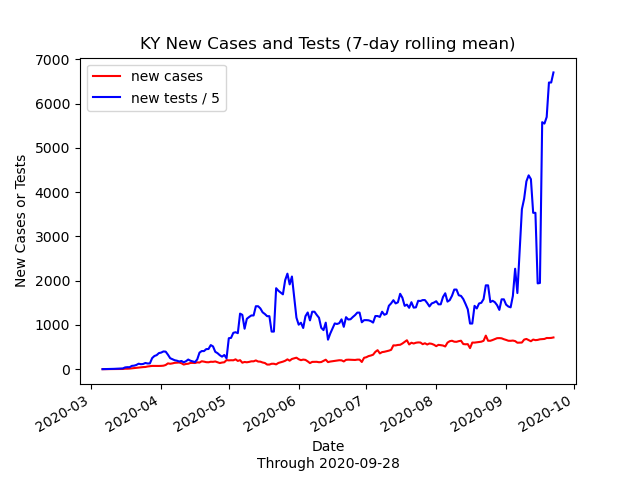 KY New Cases and Tests (7-day rolling mean)
new cases
new tests / 5
7000
6000
5000
4000
3000
2000
1000
0
New Cases or Tests
2020-03
2020-04
2020-05
2020-06
2020-07
2020-08
2020-09
2020-10
Date
Through 2020-09-28